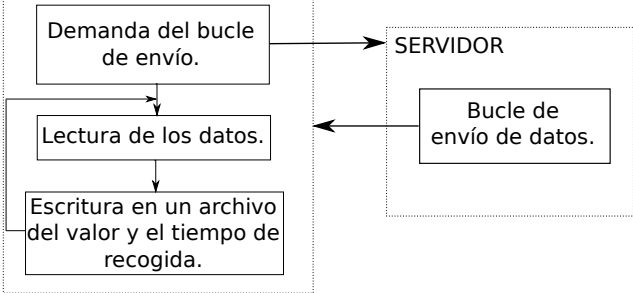 Demanda del bucle
de envío.
SERVIDOR
Bucle de
envío de datos.
Lectura de los datos.
Escritura en un archivo
del valor y el tiempo de
recogida.